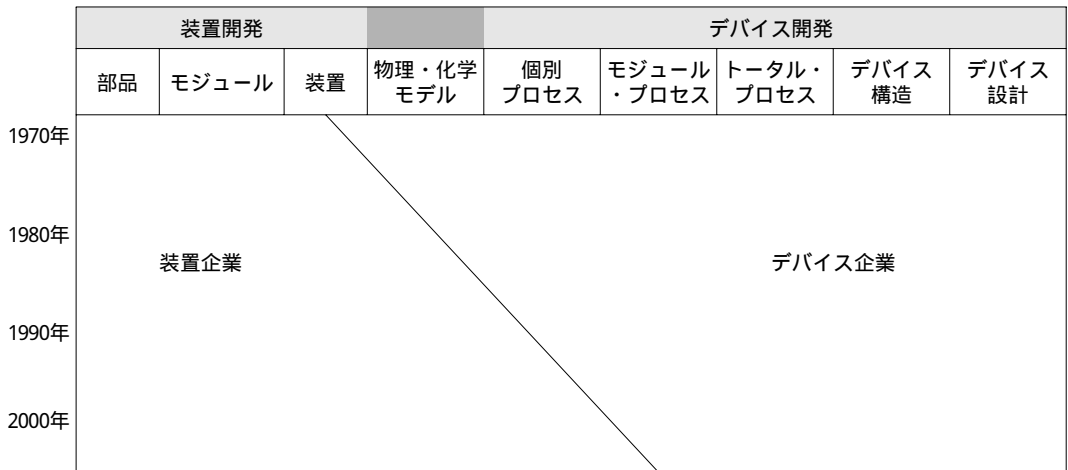 装置開発
デバイス開発
部品
モジュール
装置
物理・化学
モデル
個別
プロセス
モジュール
・プロセス
トータル・
プロセス
デバイス
構造
デバイス
設計
1970年
1980年
装置企業
デバイス企業
1990年
2000年